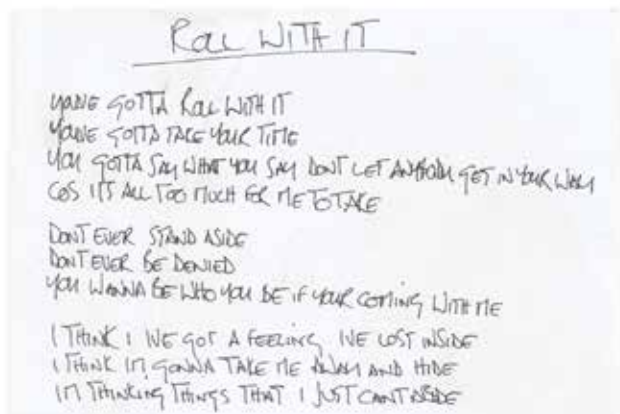 ROLL WITH IT
YOUVE GOTTA ROLL WITH IT
YOUVE GOTTA TAKE YOUR TIME
YOU GOTTA SAY WHAT YOU SAY DONT LET ANYBODY GET IN YOUR WAY
COS ITS ALL TOO MUCH FOR ME TO TAKE
DONT EVER STAND ASIDE
DONT EVER BE DENIED
YOU WANNA BE WHO YOU BE IF YOUR COMING WITH ME
I THINK I IVE GOT A FEELING IVE LOST INSIDE
I THINK IM GONNA TAKE ME AWAY AND HIDE
IM THINKING THINGS THAT I JUST CANT ABIDE